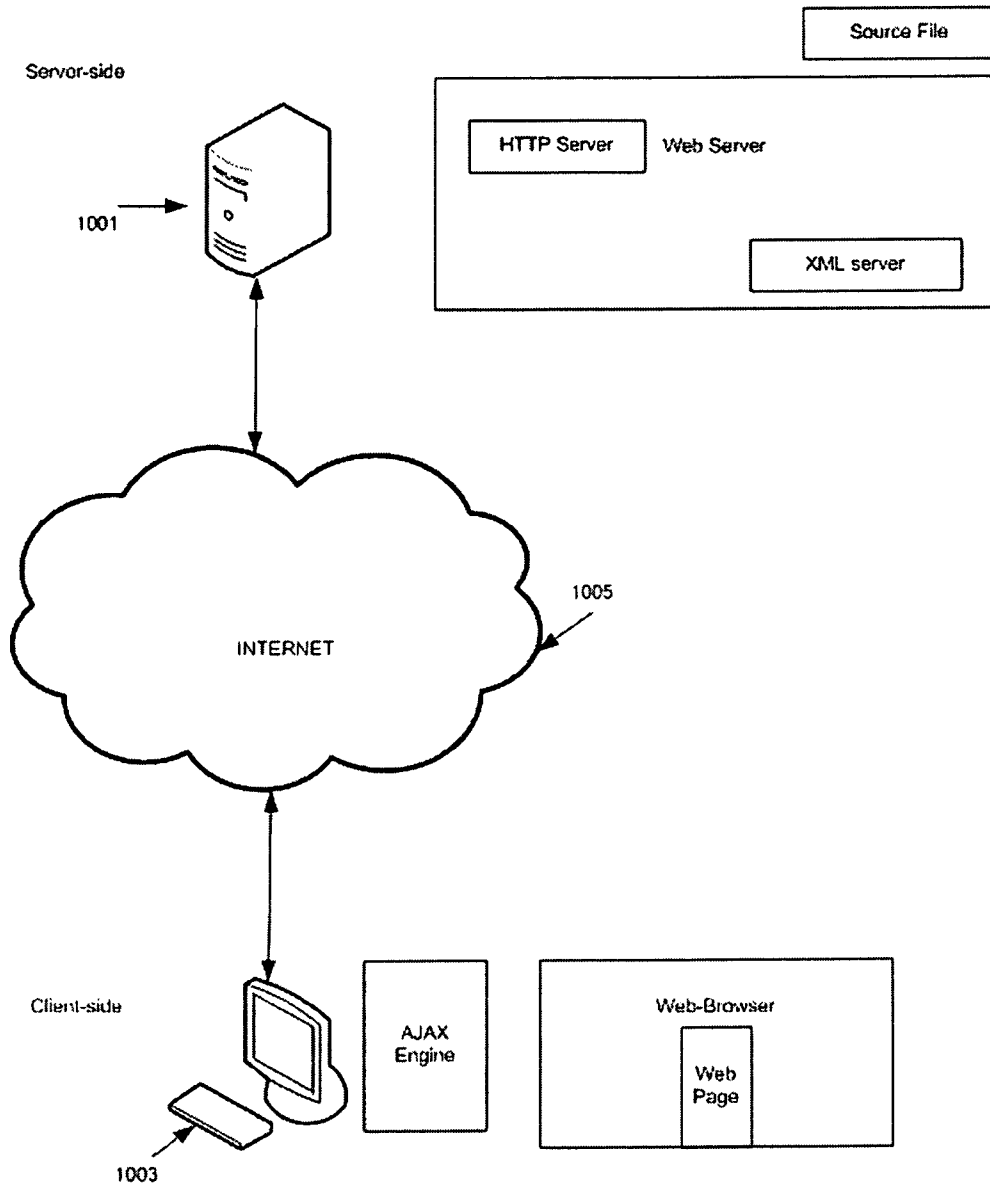 Source File
Server-side
HTTP Server
Web Server
1001
XML server
1005
INTERNET
Client-side
AJAX
Engine
Web-Browser
Web
Page
1003